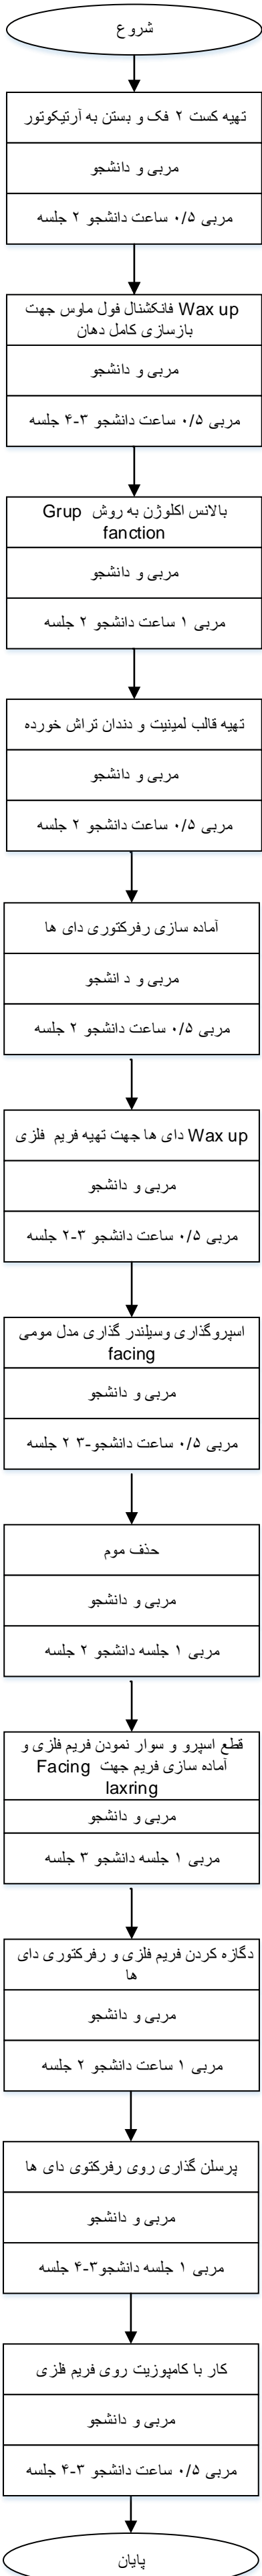 شروع
تهیه کست ۲ فک و بستن به آرتیکوتور
مربی و دانشجو
مربی ۰/۵ ساعت دانشجو ۲ جلسه
Wax up فانکشنال فول ماوس جهت
بازسازی کامل دهان
مربی و دانشجو
مربی ۰/۵ ساعت دانشجو ۳-۴ جلسه
بالانس اکلوژن به روش Grup
fanction
مربی و دانشجو
مربی ۱ ساعت دانشجو ۲ جلسه
تهیه قالب لمینیت و دندان تراش خورده
مربی و دانشجو
مربی ۰/۵ ساعت دانشجو ۲ جلسه
آماده سازی رفرکتوری دای ها
مربی و د انشجو
مربی ۰/۵ ساعت دانشجو ۲ جلسه
Wax up دای ها جهت تهیه فریم فلزی
مربی و دانشجو
مربی ۰/۵ ساعت دانشجو ۳-۲ جلسه
اسپروگذاری وسیلندر گذاری مدل مومی
facing
مربی و دانشجو
مربی ۰/۵ ساعت دانشجو-۳ ۲ جلسه
حذف موم
مربی و دانشجو
مربی ۱ جلسه دانشجو ۲ جلسه
قطع اسپرو و سوار نمودن فریم فلزی و
آماده سازی فریم جهت Facing
laxring
مربی و دانشجو
مربی ۱ جلسه دانشجو ۳ جلسه
دگازه کردن فریم فلزی و رفرکتوری دای
ها
مربی و دانشجو
مربی ۱ ساعت دانشجو ۲ جلسه
پرسلن گذاری روی رفرکتوی دای ها
مربی و دانشجو
مربی ۱ جلسه دانشجو۳-۴ جلسه
کار با کامپوزیت روی فریم فلزی
مربی و دانشجو
مربی ۰/۵ ساعت دانشجو ۳-۴ جلسه
پایان